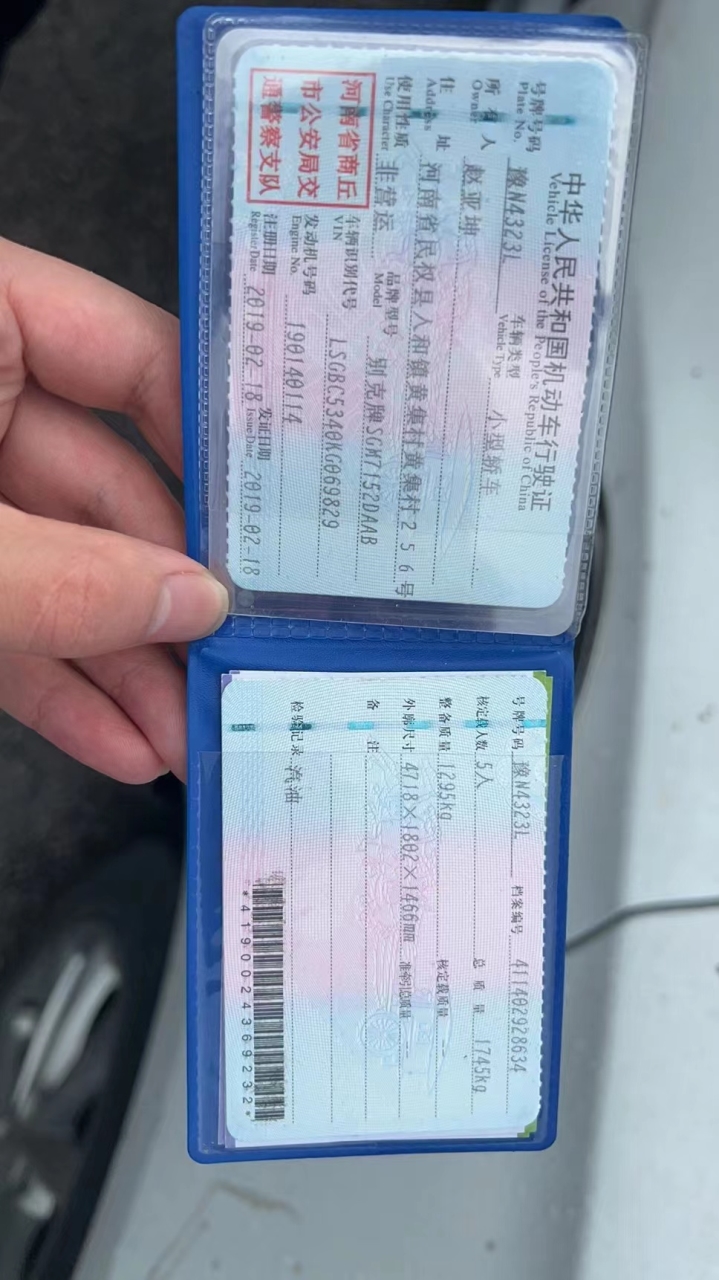 中华人民共和国机动车行驶证
Vehicle License of the People's Republic of China
号牌号码 豫N4323L 车辆类型 小型轿车
Plate No. Vehicle Type
所有人 赵亚坤
Owner
住址 河南省民权县人和镇黄集村黄集村256号
Address
使用性质 非营运 品牌型号 别克牌SGM7152DAAB
Use Character Model
河南省商丘市公安局交通警察支队
车辆识别代号 LSGBC5340KG069829
VIN
发动机号码 190140114
Engine No.
注册日期 2019-02-18 发证日期 2019-02-18
Register Date Issue Date
号牌号码 豫N4323L 档案编号 411402928634
核定载人数 5人 总质量 1745kg
整备质量 1295kg 核定载质量 --
外廓尺寸 4718×1802×1466mm 准牵引总质量 --
备注
检验记录 汽油
*4190024369232*